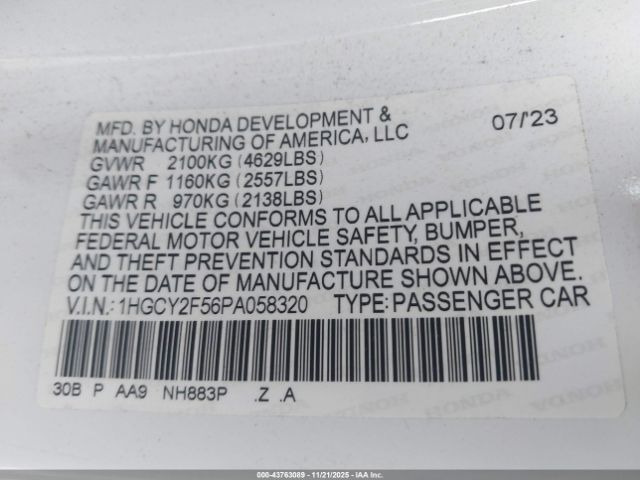 MFD. BY HONDA DEVELOPMENT &
MANUFACTURING OF AMERICA, LLC 07/'23
GVWR 2100KG (4629LBS)
GAWR F 1160KG (2557LBS)
GAWR R 970KG (2138LBS)
THIS VEHICLE CONFORMS TO ALL APPLICABLE
FEDERAL MOTOR VEHICLE SAFETY, BUMPER,
AND THEFT PREVENTION STANDARDS IN EFFECT
ON THE DATE OF MANUFACTURE SHOWN ABOVE.
V.I.N.:1HGCY2F56PA058320 TYPE:PASSENGER CAR
30B P AA9 NH883P .Z .A
HONDA
000-43763089 - 11/21/2025 - IAAI Inc.